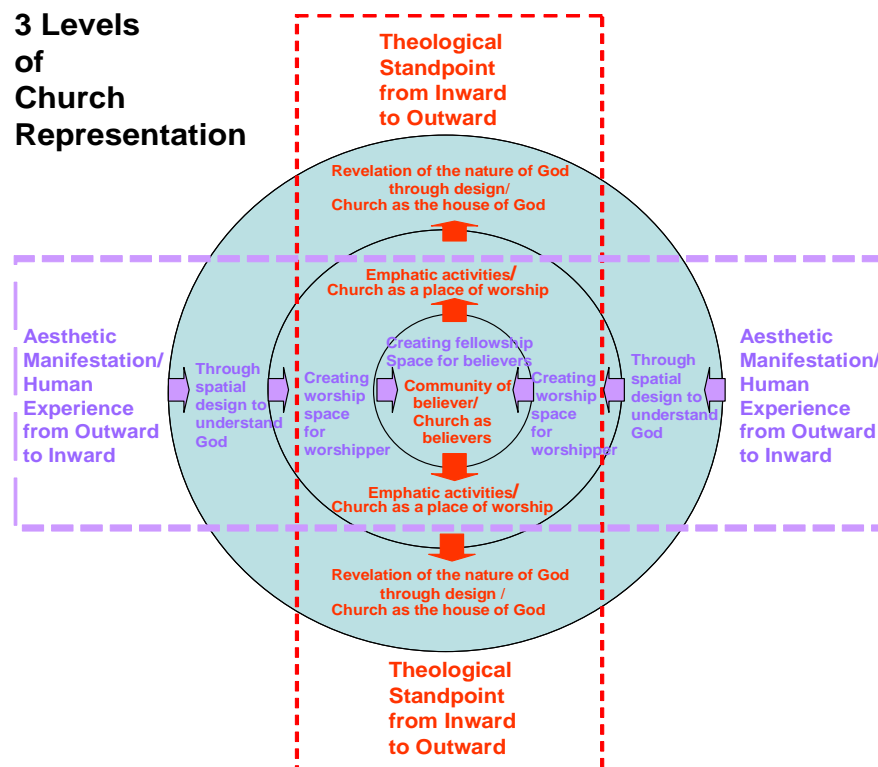 3 Levels
of
Church
Representation
Theological
Standpoint
from Inward
to Outward
Revelation of the nature of God
through design/
Church as the house of God
Emphatic activities/
Church as a place of worship
Aesthetic
Manifestation/
Human
Experience
from Outward
to Inward
Through
spatial
design to
understand
God
Creating
worship
space
for
worshipper
Creating fellowship
Space for believers
Community of
believer/
Church as
believers
Creating
worship
space
for
worshipper
Through
spatial
design to
understand
God
Aesthetic
Manifestation/
Human
Experience
from Outward
to Inward
Emphatic activities/
Church as a place of worship
Revelation of the nature of God
through design /
Church as the house of God
Theological
Standpoint
from Inward
to Outward